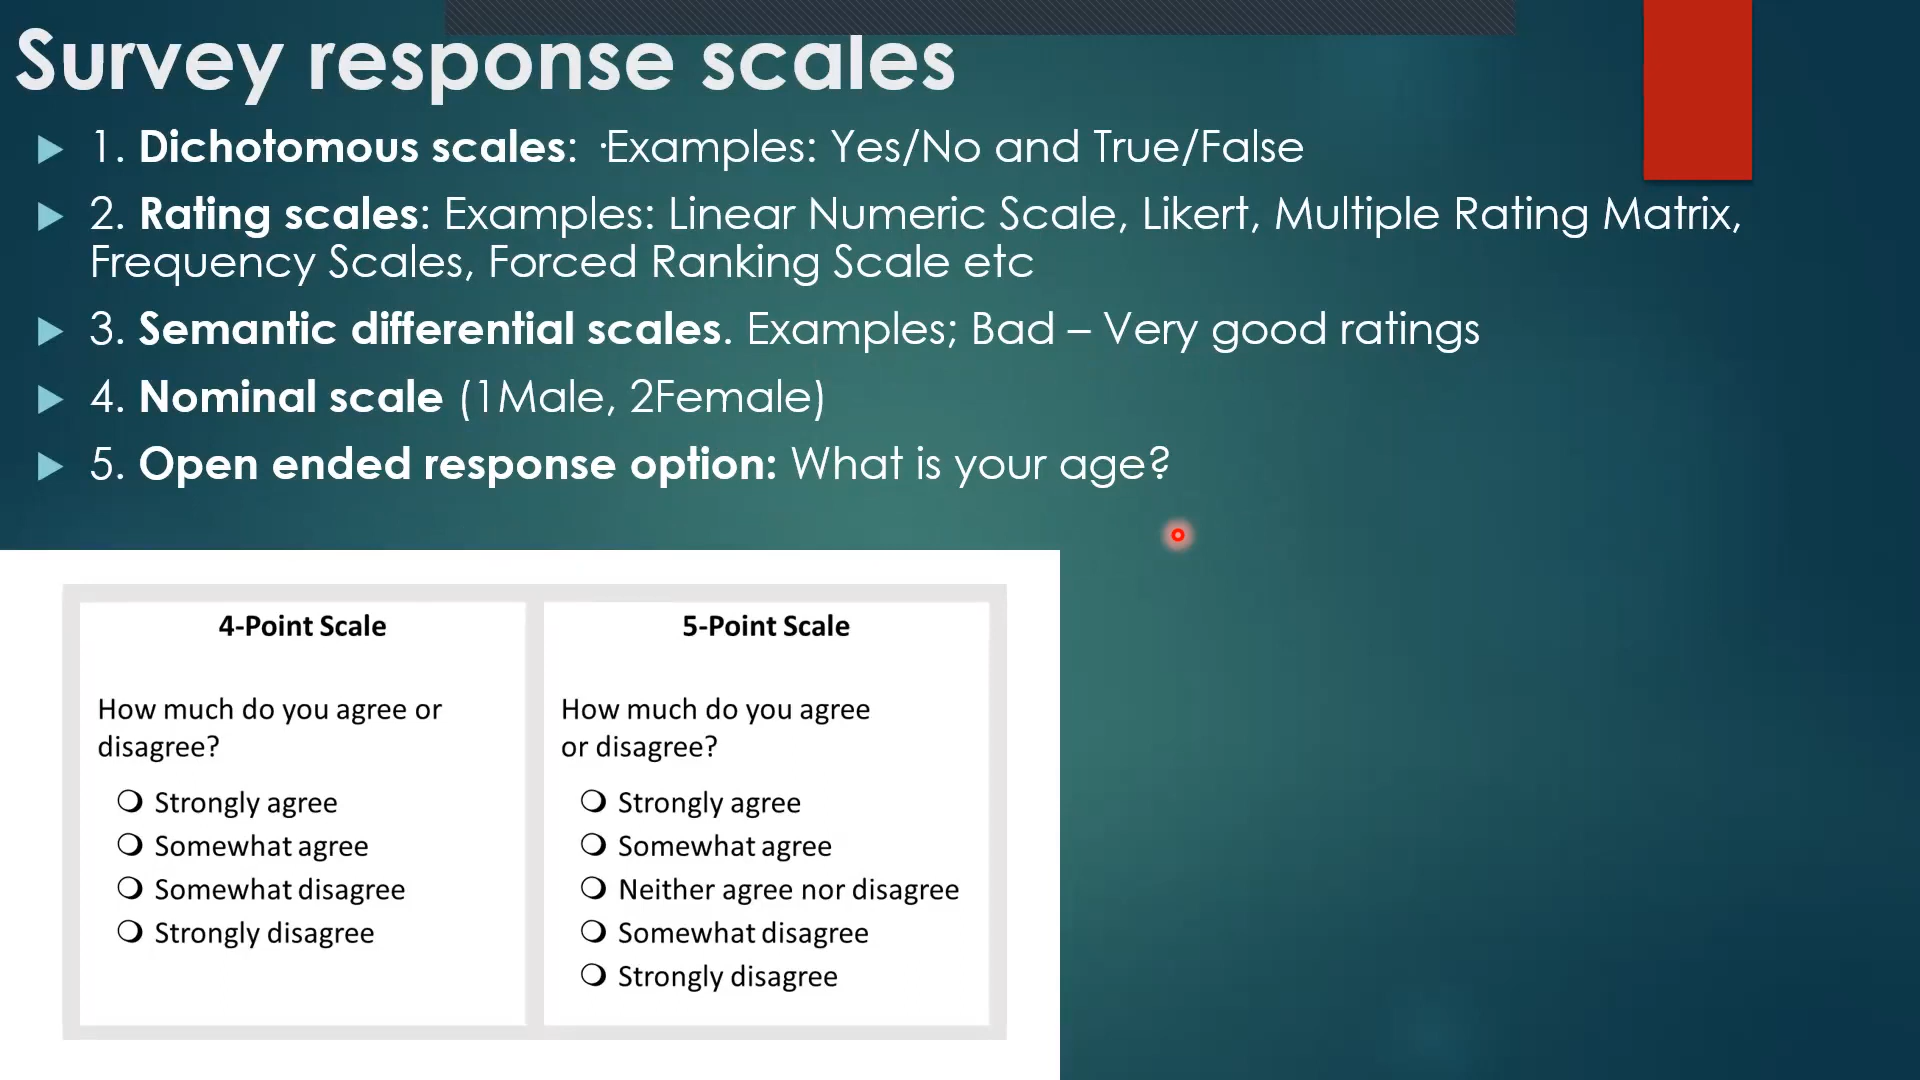 Survey response scales
1. Dichotomous scales: ·Examples: Yes/No and True/False
2. Rating scales: Examples: Linear Numeric Scale, Likert, Multiple Rating Matrix,
Frequency Scales, Forced Ranking Scale etc
3. Semantic differential scales. Examples; Bad – Very good ratings
4. Nominal scale (1Male, 2Female)
5. Open ended response option: What is your age?
4-Point Scale
How much do you agree or
disagree?
Strongly agree
Somewhat agree
Somewhat disagree
Strongly disagree
5-Point Scale
How much do you agree
or disagree?
Strongly agree
Somewhat agree
Neither agree nor disagree
Somewhat disagree
Strongly disagree